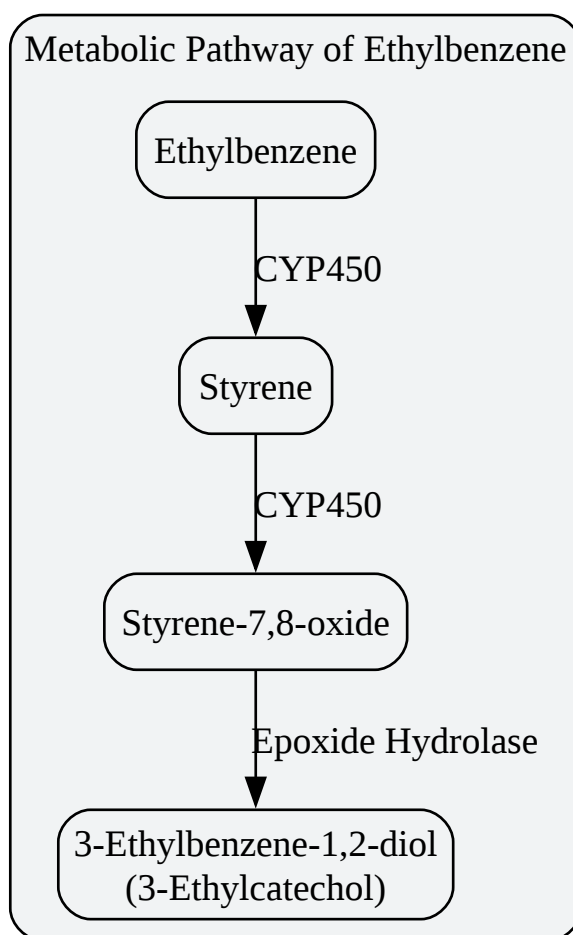 Metabolic Pathway of Ethylbenzene
Ethylbenzene
CYP450
Styrene
CYP450
Styrene-7,8-oxide
Epoxide Hydrolase
3-Ethylbenzene-1,2-diol
(3-Ethylcatechol)